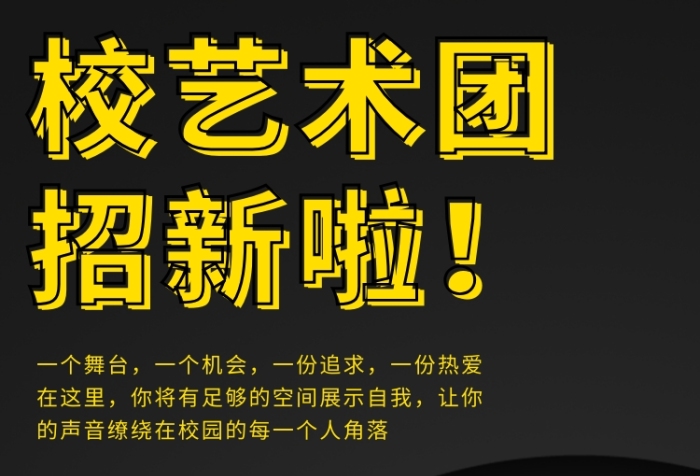 校艺术团
招新啦！
一个舞台，一个机会，一份追求，一份热爱
在这里，你将有足够的空间展示自我，让你
的声音缭绕在校园的每一个人角落